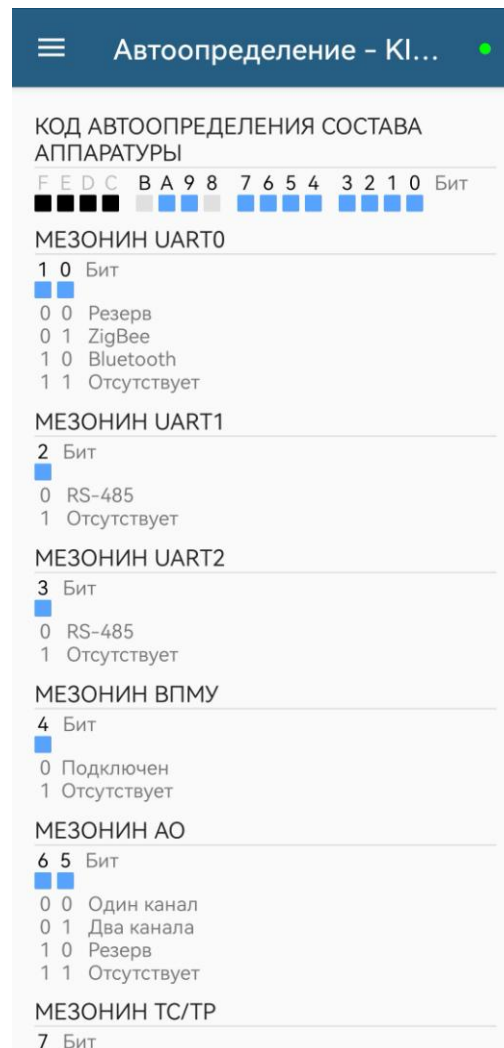 Автоопределение - KI...
КОД АВТООПРЕДЕЛЕНИЯ СОСТАВА
АППАРАТУРЫ
F E D C B A 9 8 7 6 5 4 3 2 1 0 Бит
МЕЗОНИН UART0
1 0 Бит
0 0 Резерв
0 1 ZigBee
1 0 Bluetooth
1 1 Отсутствует
МЕЗОНИН UART1
2 Бит
0 RS-485
1 Отсутствует
МЕЗОНИН UART2
3 Бит
0 RS-485
1 Отсутствует
МЕЗОНИН ВПМУ
4 Бит
0 Подключен
1 Отсутствует
МЕЗОНИН АО
6 5 Бит
0 0 Один канал
0 1 Два канала
1 0 Резерв
1 1 Отсутствует
МЕЗОНИН ТС/ТР
7 Бит